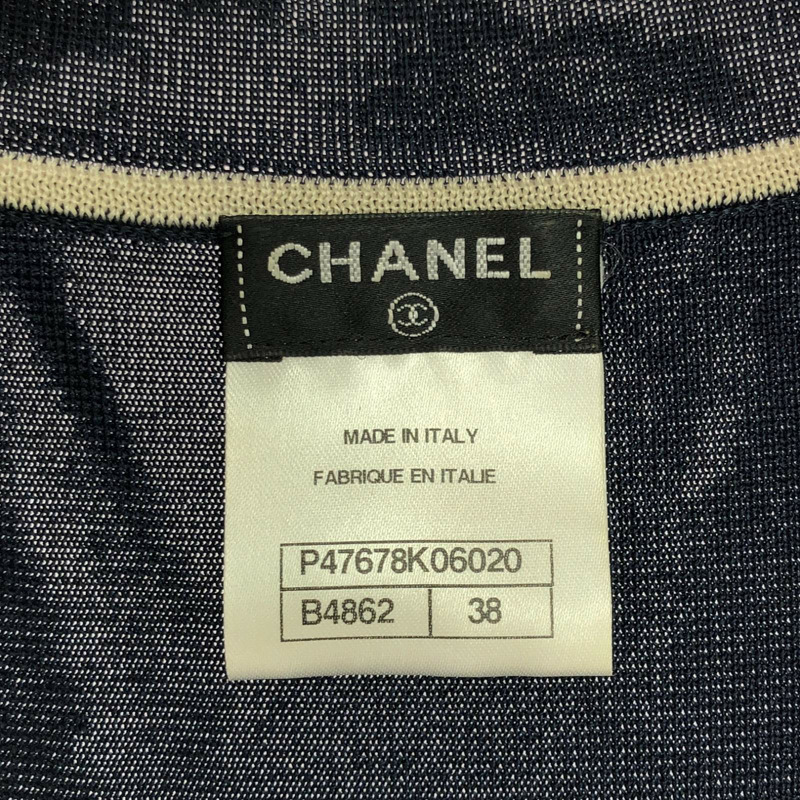 CHANEL
MADE IN ITALY
FABRIQUE EN ITALIE
P47678K06020
B4862 38